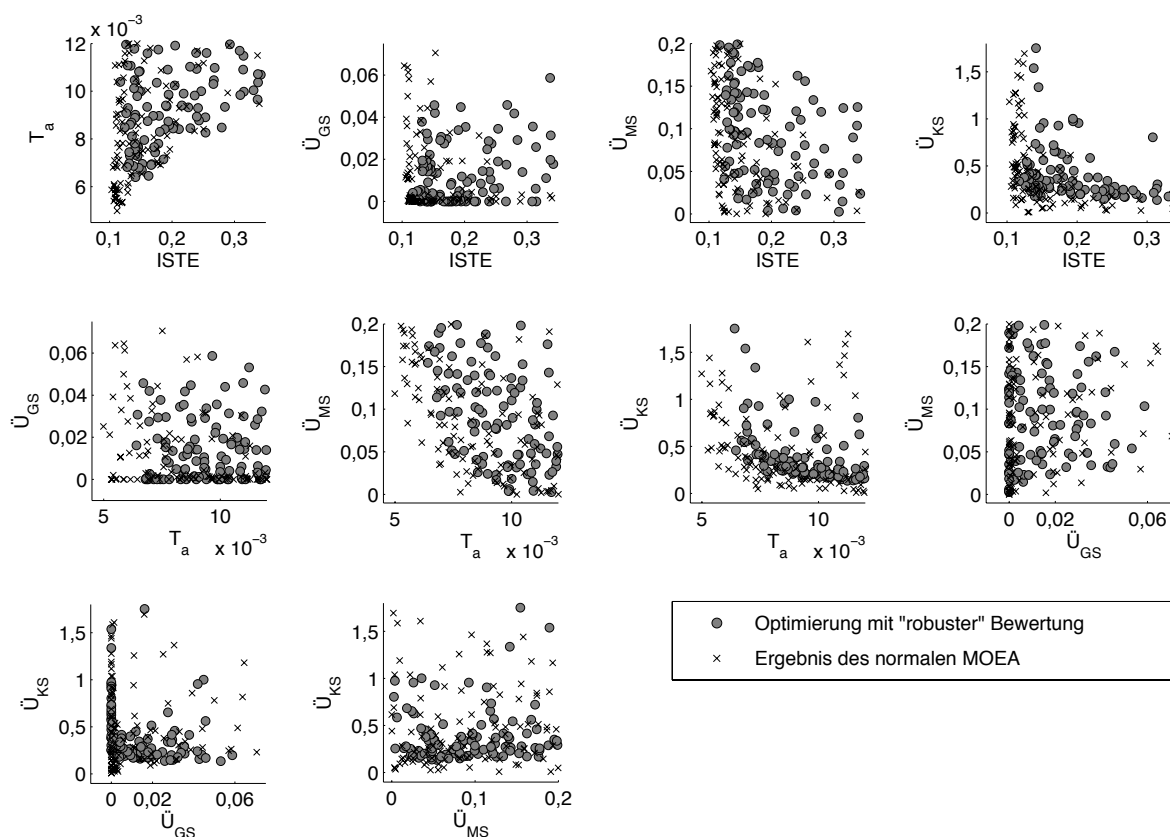 x 10⁻³
12
10
8
6
Tₐ
0,1 0,2 0,3
ISTE
0,06
0,04
0,02
0
Ü_GS
0,1 0,2 0,3
ISTE
0,2
0,15
0,1
0,05
0
Ü_MS
0,1 0,2 0,3
ISTE
1,5
1
0,5
0
Ü_KS
0,1 0,2 0,3
ISTE
0,06
0,04
0,02
0
Ü_GS
5 10
Tₐ x 10⁻³
0,2
0,15
0,1
0,05
0
Ü_MS
5 10
Tₐ x 10⁻³
1,5
1
0,5
0
Ü_KS
5 10
Tₐ x 10⁻³
0,2
0,15
0,1
0,05
0
Ü_MS
0 0,02 0,06
Ü_GS
1,5
1
0,5
0
Ü_KS
0 0,02 0,06
Ü_GS
1,5
1
0,5
0
Ü_KS
0 0,1 0,2
Ü_MS
Optimierung mit "robuster" Bewertung
Ergebnis des normalen MOEA